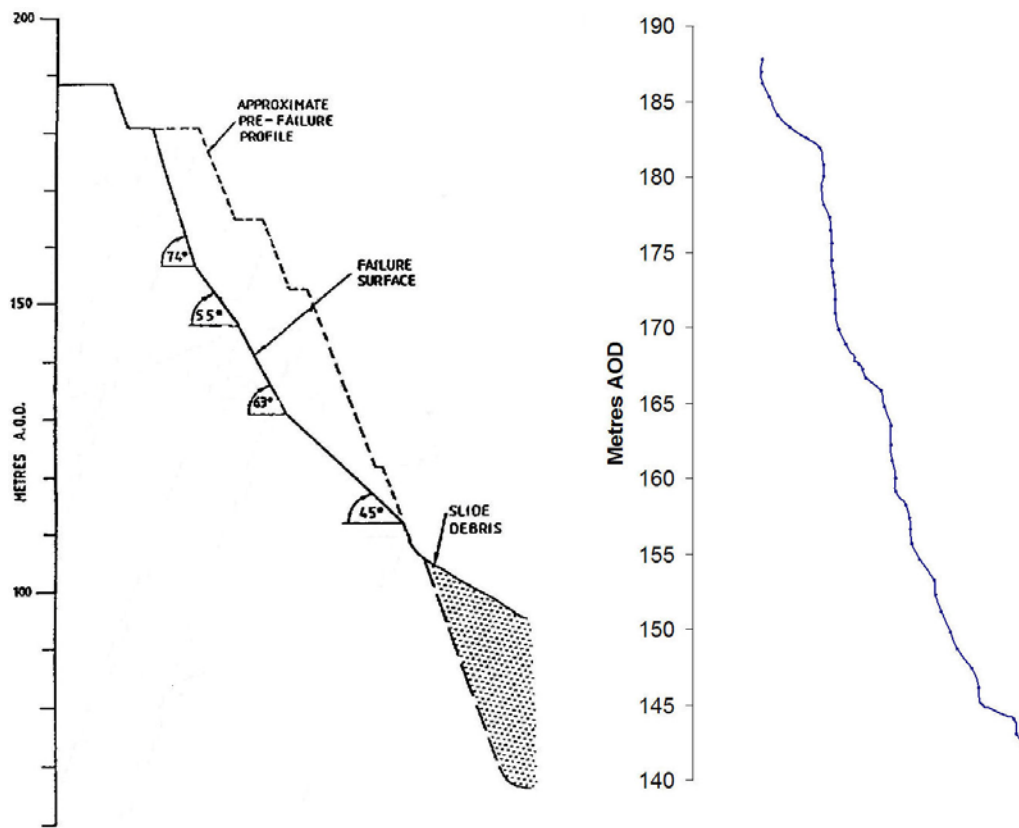 200
APPROXIMATE
PRE-FAILURE
PROFILE
FAILURE
SURFACE
74°
150
55°
63°
METRES A.O.D.
45°
SLIDE
DEBRIS
100
190
185
180
175
170
Metres AOD
165
160
155
150
145
140